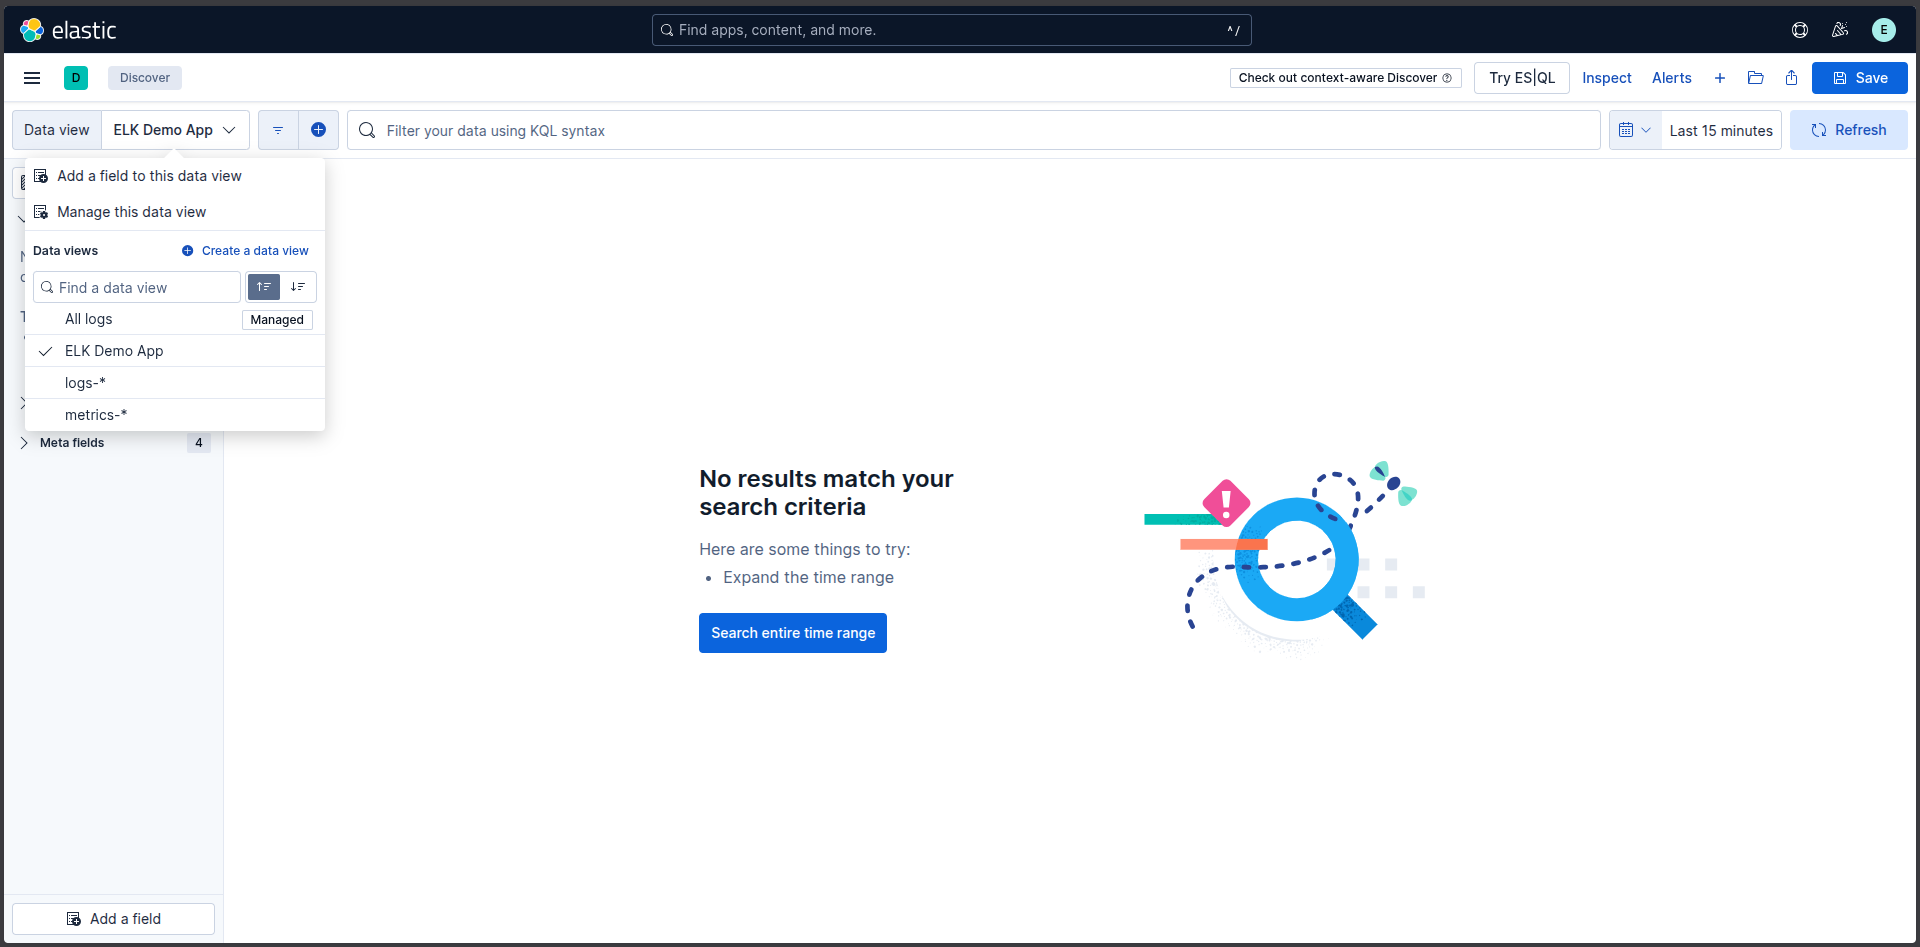 elastic
Find apps, content, and more.
^ /
E
D
Discover
Check out context-aware Discover
Try ES|QL
Inspect
Alerts
Save
Data view
ELK Demo App
Filter your data using KQL syntax
Last 15 minutes
Refresh
Add a field to this data view
Manage this data view
Data views
Create a data view
Find a data view
All logs
Managed
ELK Demo App
logs-*
metrics-*
Meta fields
4
No results match your
search criteria
Here are some things to try:
• Expand the time range
Search entire time range
Add a field